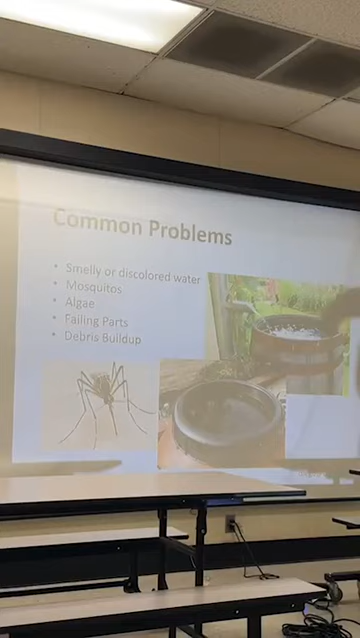 Common Problems
• Smelly or discolored water
• Mosquitos
• Algae
• Failing Parts
• Debris Buildup